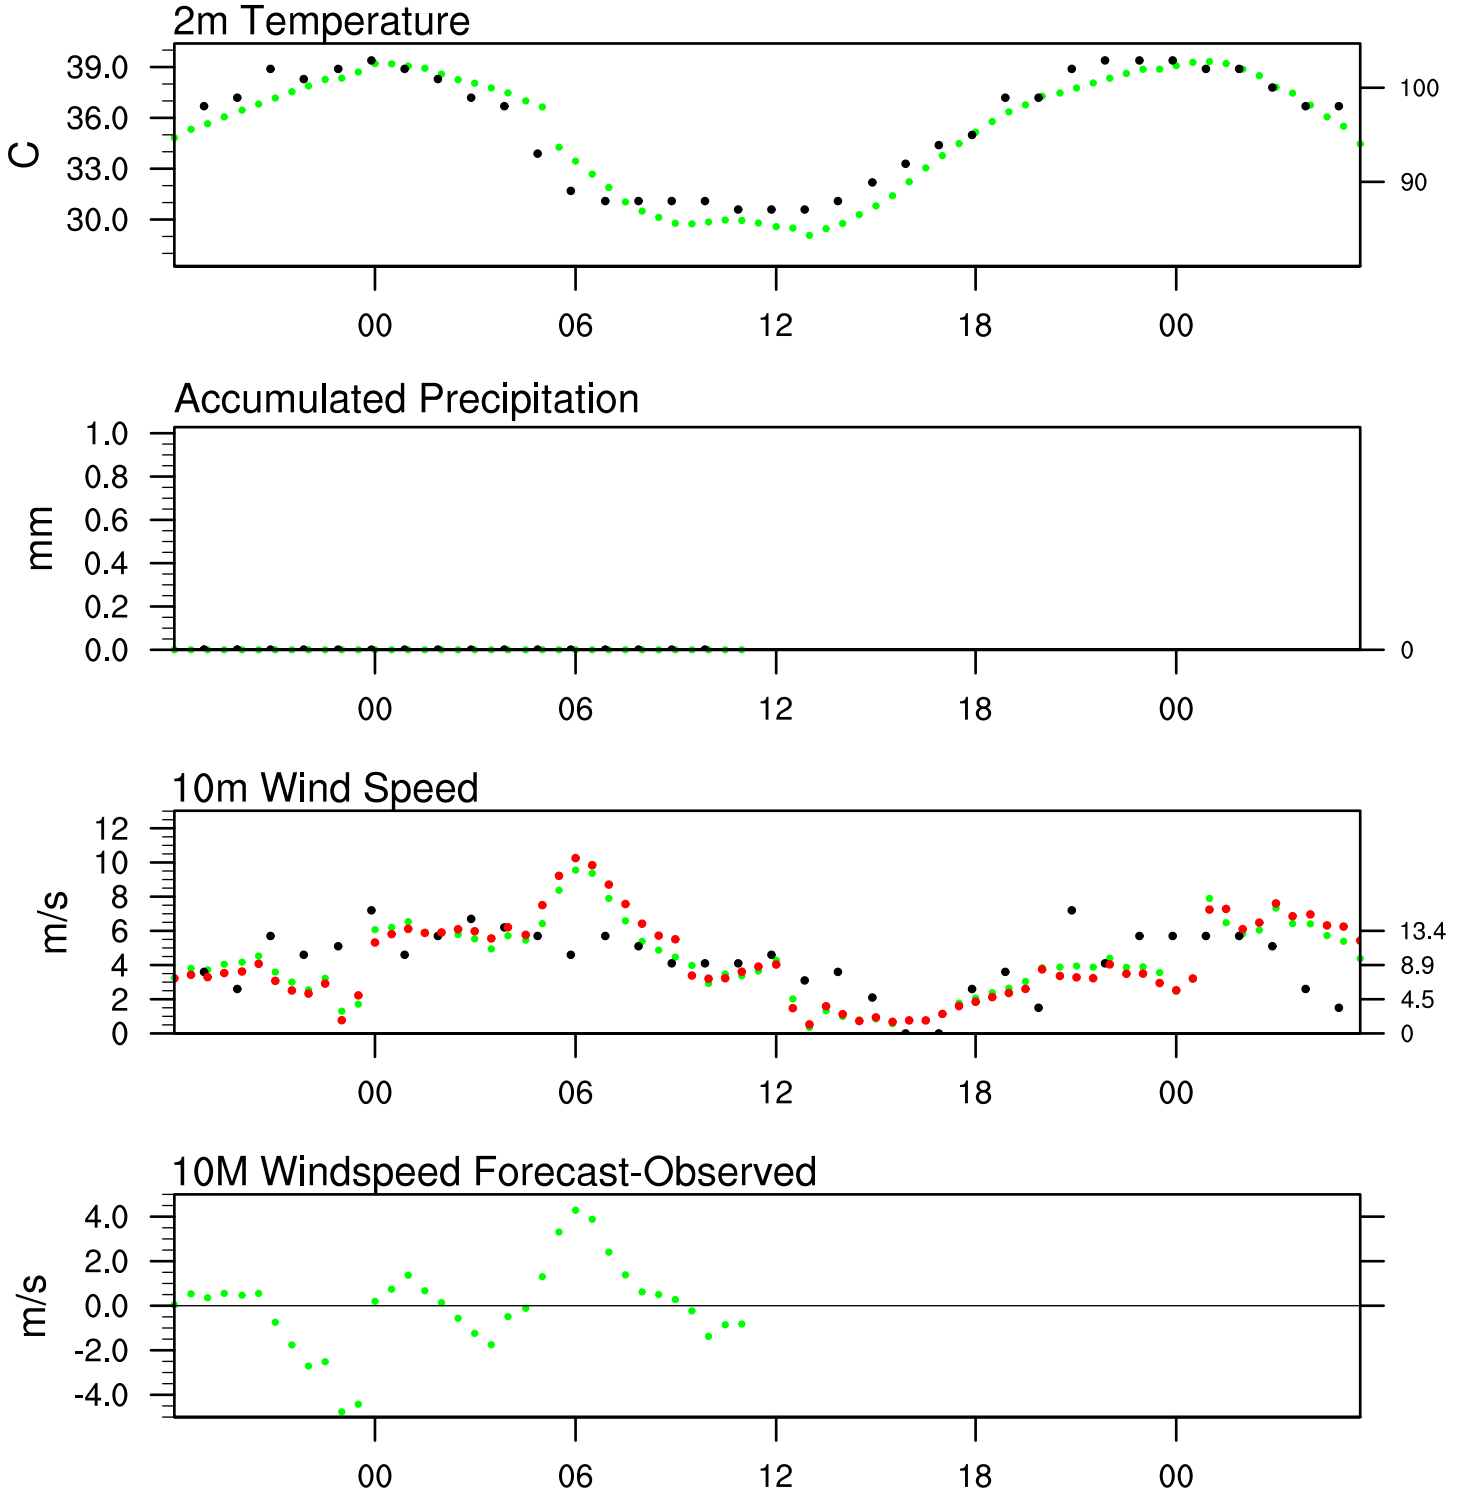 2m Temperature
39.0
36.0
33.0
30.0
C
100
90
00 06 12 18 00
Accumulated Precipitation
1.0
0.8
0.6
0.4
0.2
0.0
mm
0
00 06 12 18 00
10m Wind Speed
12
10
8
6
4
2
0
m/s
13.4
8.9
4.5
0
00 06 12 18 00
10M Windspeed Forecast-Observed
4.0
2.0
0.0
-2.0
-4.0
m/s
00 06 12 18 00